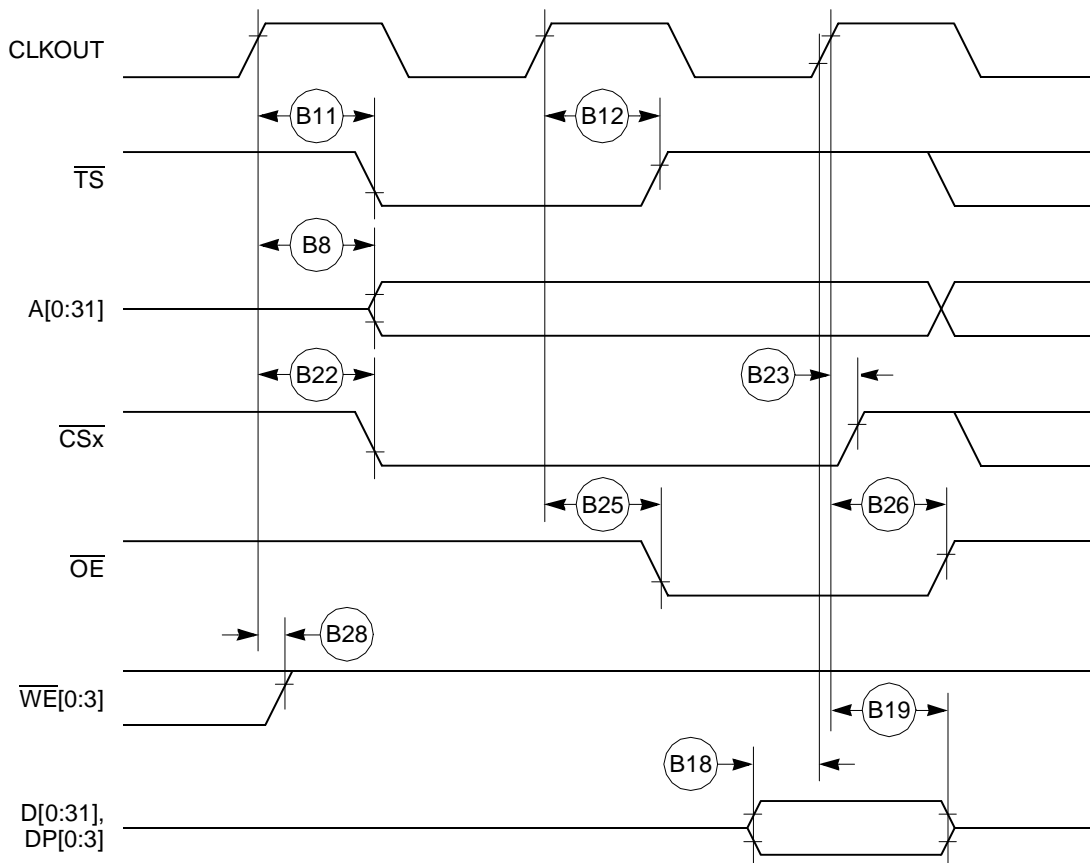 CLKOUT
B11
B12
TS
B8
A[0:31]
B22
B23
CSx
B25
B26
OE
B28
WE[0:3]
B19
B18
D[0:31],
DP[0:3]